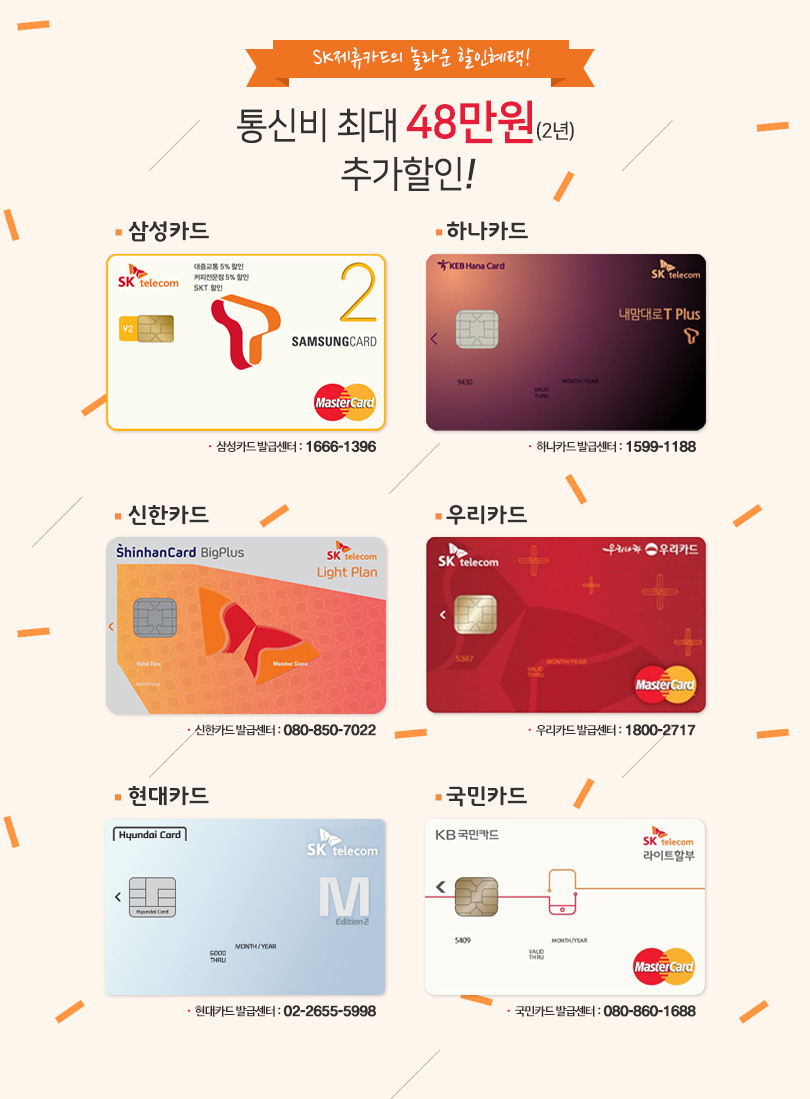 SK제휴카드의 놀라운 할인혜택!
통신비 최대 48만원(2년)
추가할인!
삼성카드
SK telecom
대중교통 5% 할인
커피전문점 5% 할인
SKT 할인
2
V2
SAMSUNGCARD
MasterCard
· 삼성카드 발급센터 : 1666-1396
하나카드
KEB Hana Card
SK telecom
내맘대로 T Plus
9430
MONTH/YEAR
VALID
THRU
· 하나카드 발급센터 : 1599-1188
신한카드
ShinhanCard BigPlus
SK telecom
Light Plan
Valid Thru
Member Since
· 신한카드 발급센터 : 080-850-7022
우리카드
SK telecom
우리나라 우리카드
5387
MONTH/YEAR
VALID
THRU
MasterCard
· 우리카드 발급센터 : 1800-2717
현대카드
Hyundai Card
SK telecom
M
Edition2
Hyundai Card
MONTH/YEAR
GOOD
THRU
· 현대카드 발급센터 : 02-2655-5998
국민카드
KB 국민카드
SK telecom
라이트할부
5409
MONTH/YEAR
VALID
THRU
MasterCard
· 국민카드 발급센터 : 080-860-1688